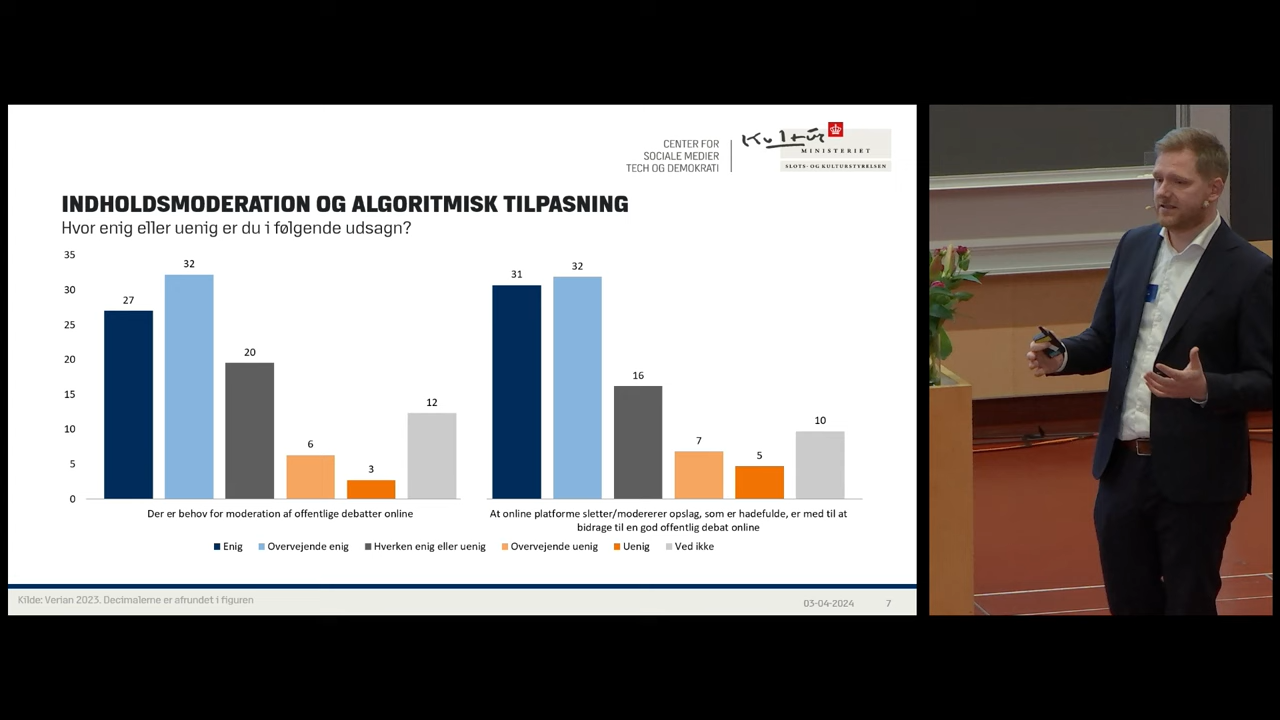 CENTER FOR
SOCIALE MEDIER
TECH OG DEMOKRATI
Kultur
MINISTERIET
SLOTS- OG KULTURSTYRELSEN
INDHOLDSMODERATION OG ALGORITMISK TILPASNING
Hvor enig eller uenig er du i følgende udsagn?
35
30
25
20
15
10
5
0
27
32
20
6
3
12
31
32
16
7
5
10
Der er behov for moderation af offentlige debatter online
At online platforme sletter/modererer opslag, som er hadefulde, er med til at
bidrage til en god offentlig debat online
Enig Overvejende enig Hverken enig eller uenig Overvejende uenig Uenig Ved ikke
Kilde: Verian 2023. Decimalerne er afrundet i figuren
03-04-2024 7